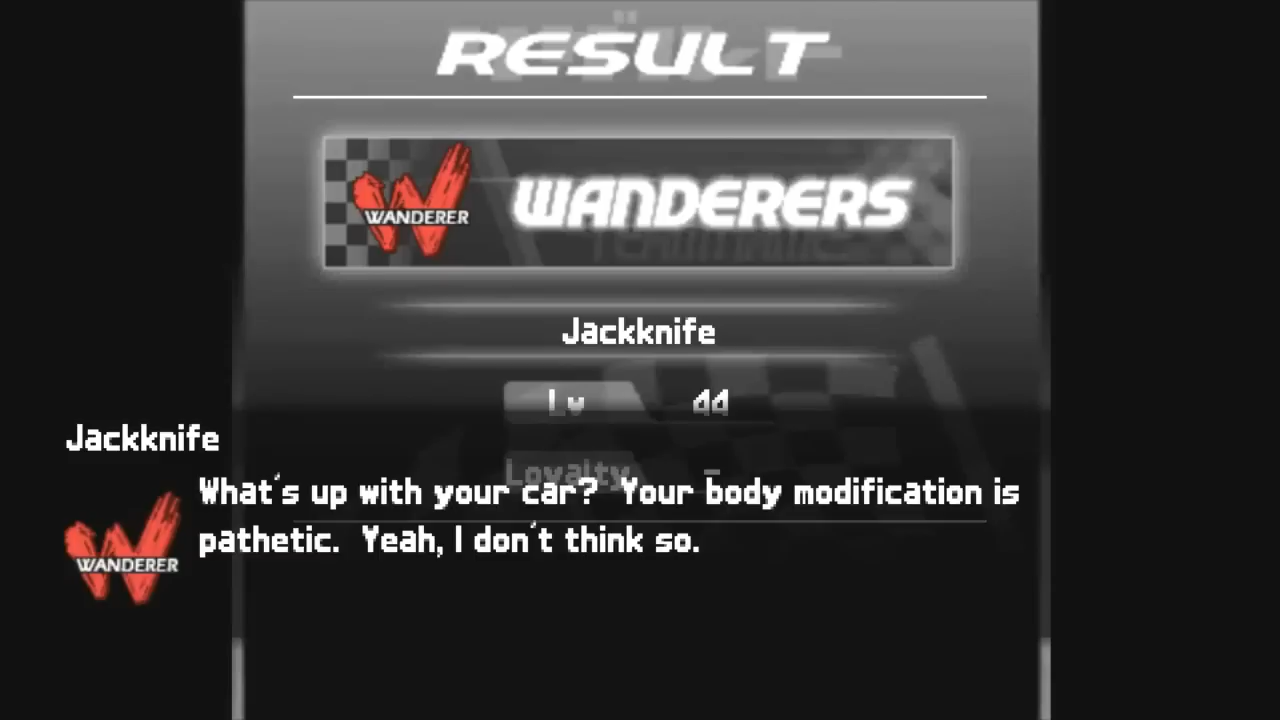 RESULT
WANDERER
WANDERERS
Jackknife
Lv 44
Loyalty -
Jackknife
What's up with your car? Your body modification is
WANDERER
pathetic. Yeah, I don't think so.